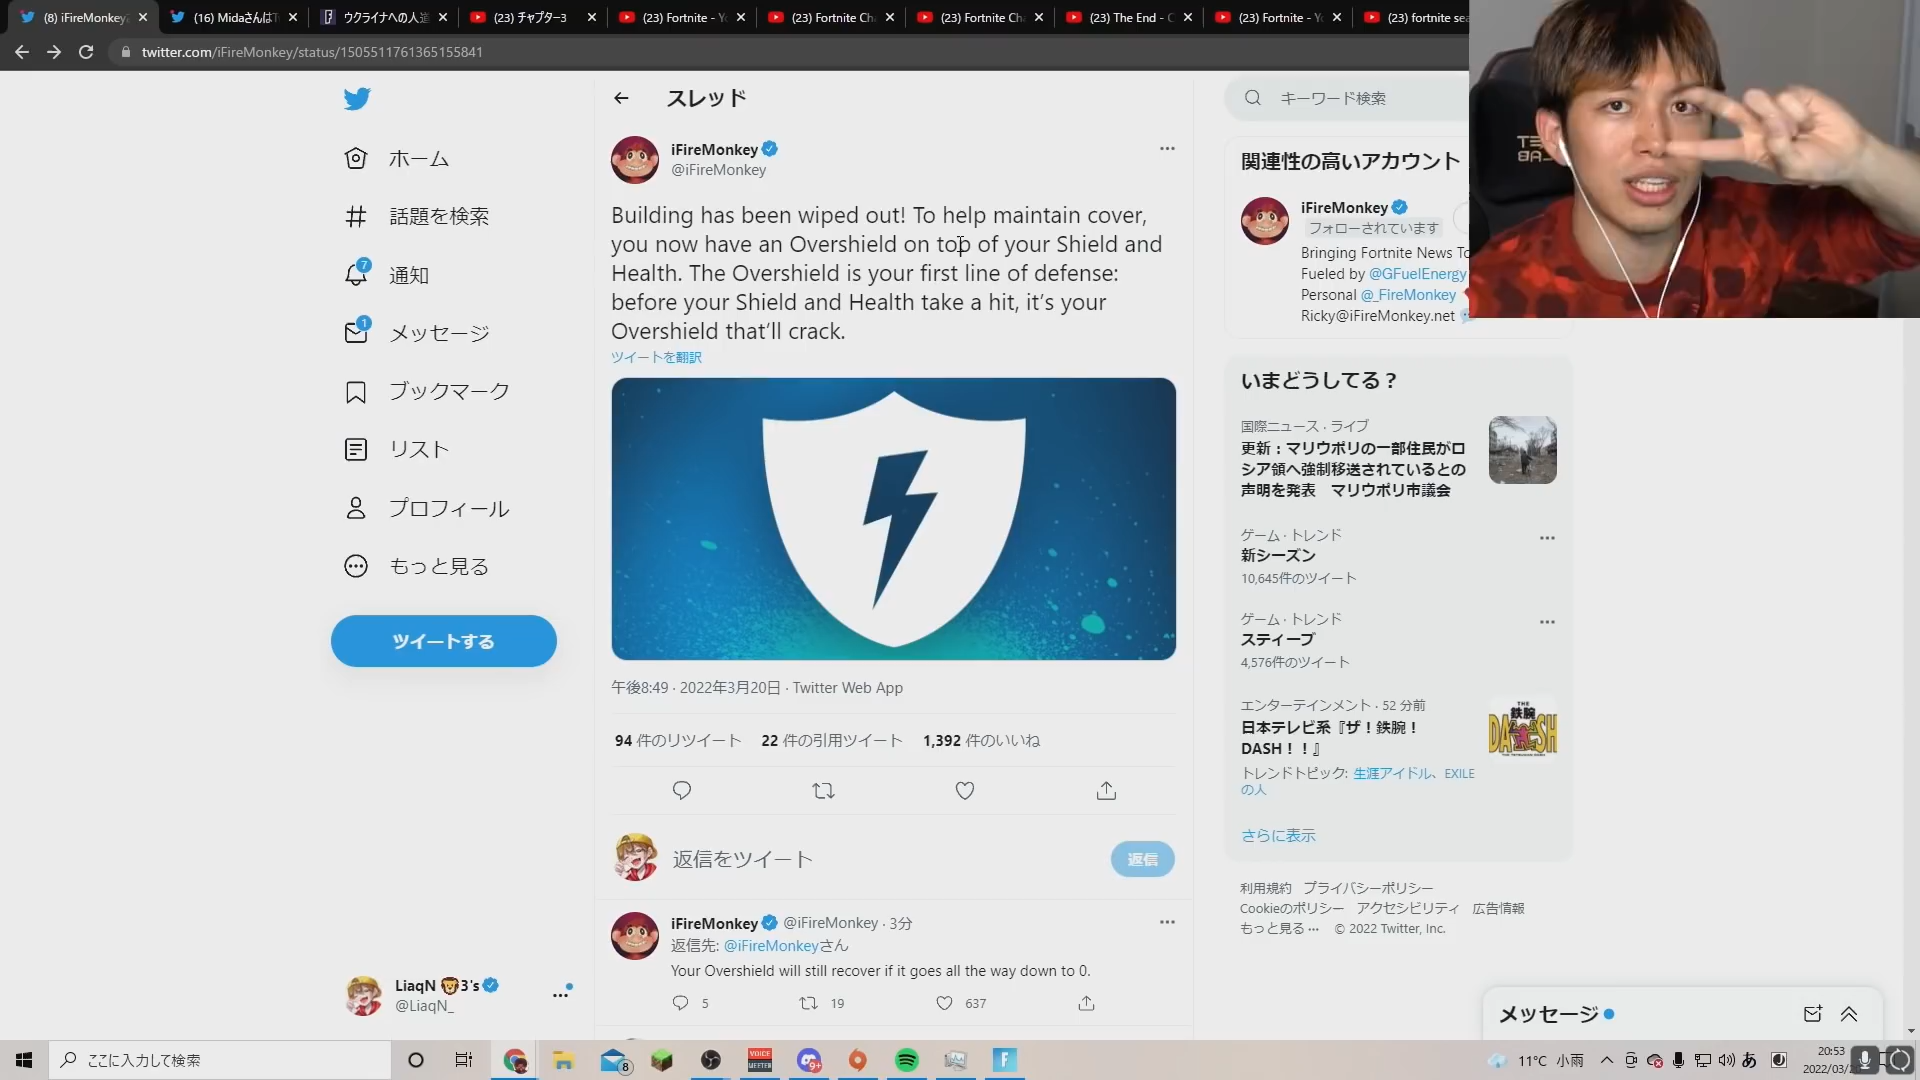 (8) iFireMonkey
(16) Midaさんは
ウクライナへの人道
(23) チャプター3
(23) Fortnite - Yo
(23) Fortnite Ch
(23) Fortnite Ch
(23) The End - C
(23) Fortnite - Yo
(23) fortnite sea
twitter.com/iFireMonkey/status/1505511761365155841
スレッド
キーワード検索
ホーム
話題を検索
7
通知
1
メッセージ
ブックマーク
リスト
プロフィール
もっと見る
ツイートする
LiaqN 🦁3's
@LiaqN_
iFireMonkey
@iFireMonkey
Building has been wiped out! To help maintain cover,
you now have an Overshield on top of your Shield and
Health. The Overshield is your first line of defense:
before your Shield and Health take a hit, it’s your
Overshield that’ll crack.
ツイートを翻訳
午後8:49 · 2022年3月20日 · Twitter Web App
94 件のリツイート 22 件の引用ツイート 1,392 件のいいね
返信をツイート
返信
iFireMonkey @iFireMonkey · 3分
返信先: @iFireMonkeyさん
Your Overshield will still recover if it goes all the way down to 0.
5 19 637
関連性の高いアカウント
iFireMonkey
フォローされています
Bringing Fortnite News To
Fueled by @GFuelEnergy
Personal @_FireMonkey
Ricky@iFireMonkey.net
いまどうしてる？
国際ニュース · ライブ
更新：マリウポリの一部住民がロ
シア領へ強制移送されているとの
声明を発表 マリウポリ市議会
ゲーム · トレンド
新シーズン
10,645件のツイート
ゲーム · トレンド
スティーブ
4,576件のツイート
エンターテインメント · 52 分前
日本テレビ系『ザ！鉄腕！
DASH！！』
THE
鉄腕
DASH
トレンドトピック: 生涯アイドル、EXILE
の人
さらに表示
利用規約 プライバシーポリシー
Cookieのポリシー アクセシビリティ 広告情報
もっと見る ··· © 2022 Twitter, Inc.
メッセージ
ここに入力して検索
8
VOICE
MEETER
9+
11°C 小雨
あ
20:53
2022/03/2